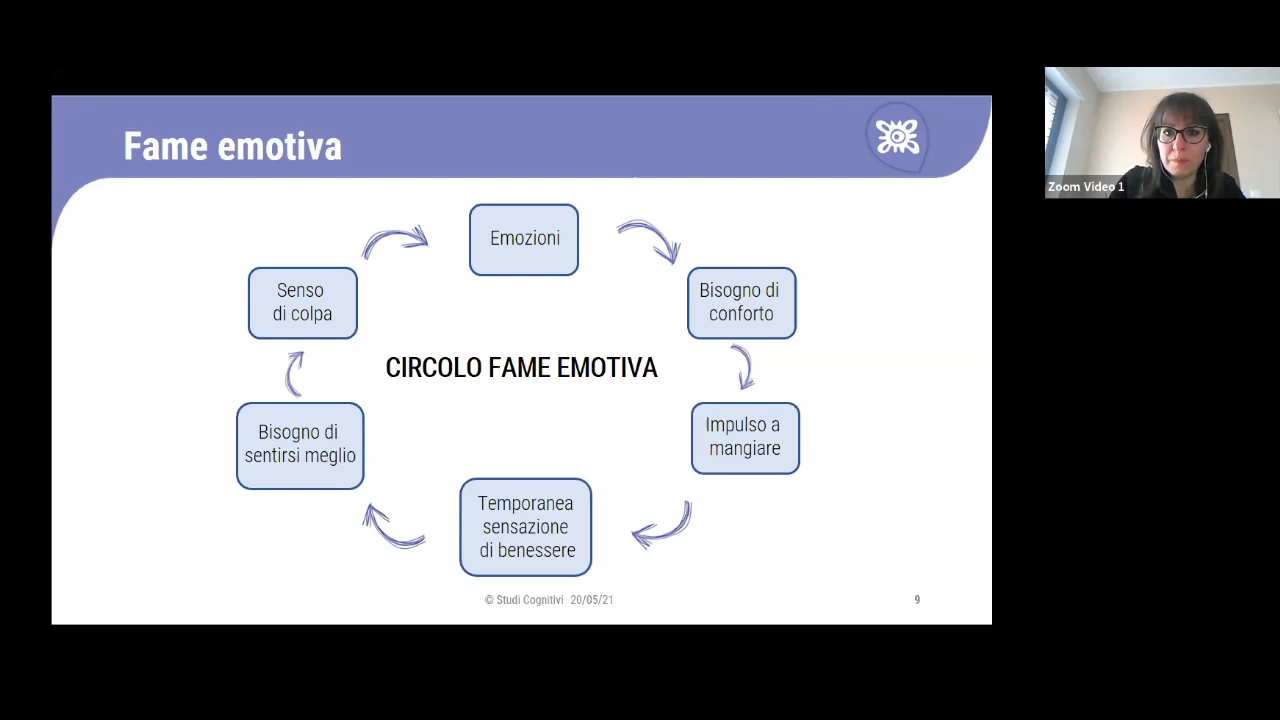 Fame emotiva
Zoom Video 1
Emozioni
Bisogno di
conforto
Impulso a
mangiare
Temporanea
sensazione
di benessere
Bisogno di
sentirsi meglio
Senso
di colpa
CIRCOLO FAME EMOTIVA
© Studi Cognitivi 20/05/21
9